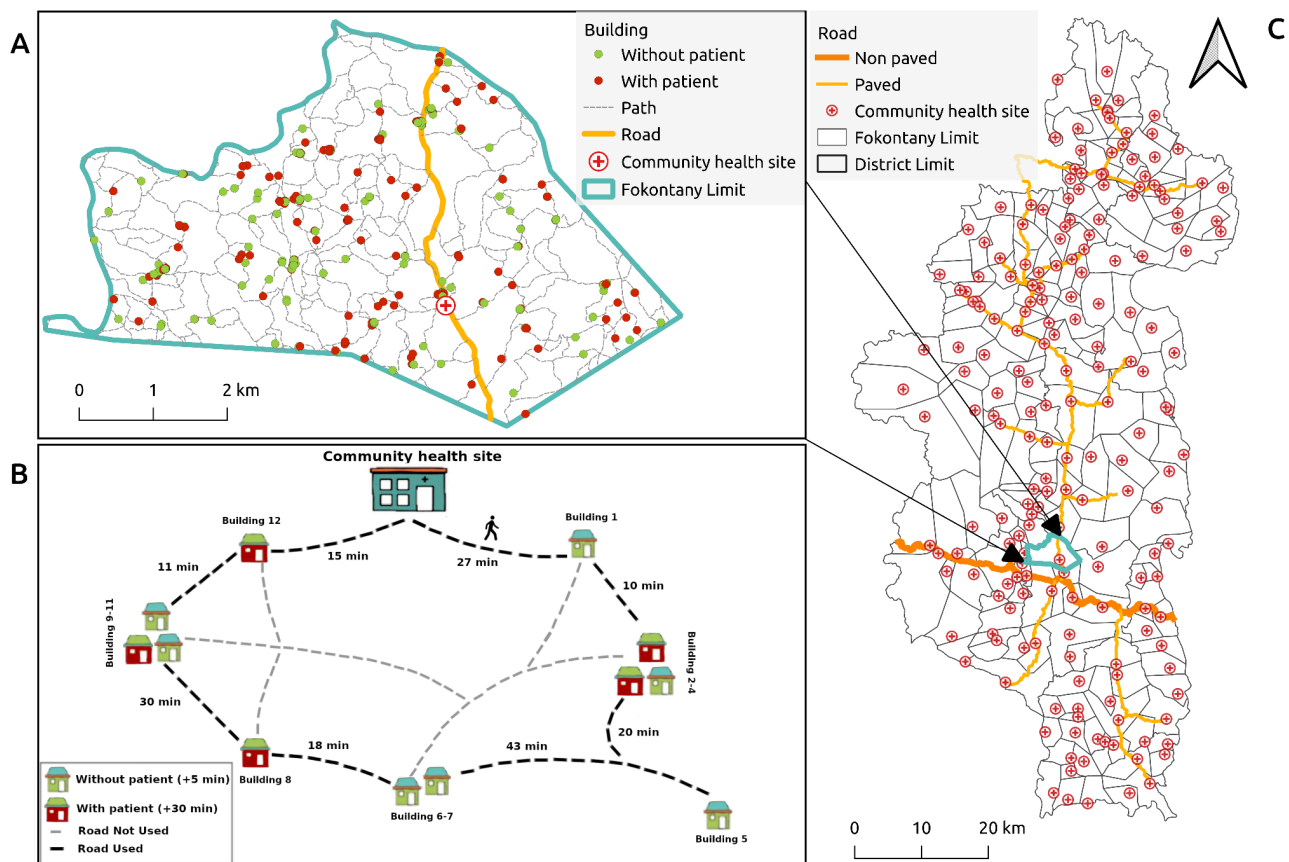 A
Building
Without patient
With patient
Path
Road
Community health site
Fokontany Limit
0 1 2 km
B
Community health site
Building 12
Building 1
15 min
27 min
11 min
10 min
Building 9-11
Building 2-4
30 min
20 min
18 min
43 min
Building 8
Building 6-7
Building 5
Without patient (+5 min)
With patient (+30 min)
Road Not Used
Road Used
C
Road
Non paved
Paved
Community health site
Fokontany Limit
District Limit
0 10 20 km